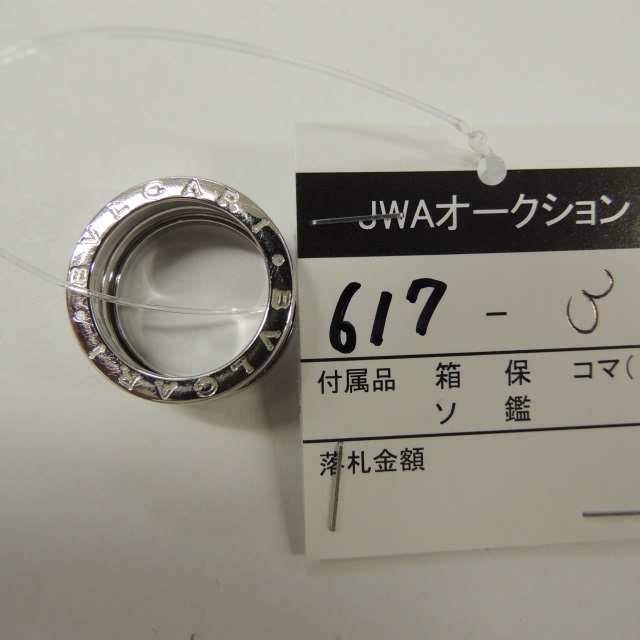 BVLGARI • BVLGARI •
JWAオークション
617 - 3
付属品 箱 保 コマ(
ソ 鑑
落札金額